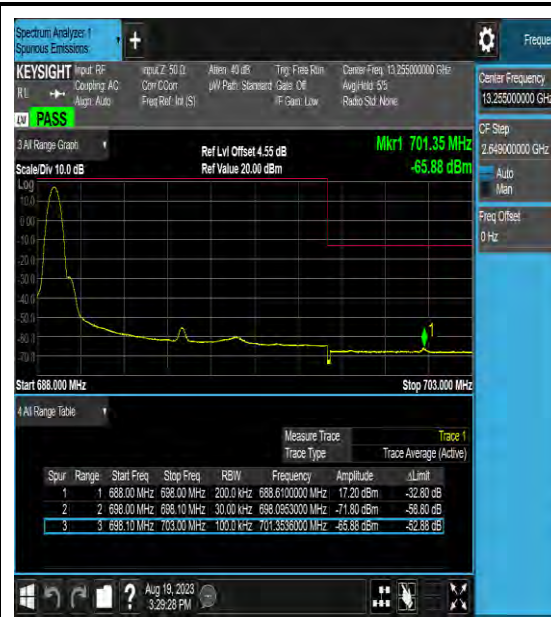 Spectrum Analyzer 1
Spurious Emissions
+
Freque
KEYSIGHT Input: RF Input Z: 50 Ω Atten: 40 dB Trig: Free Run Center Freq: 13.255000000 GHz
RL Coupling: AC Corr CCorr µW Path: Standard Gate: Off Avg|Hold: 5/5
Align: Auto Freq Ref: Int (S) IF Gain: Low Radio Std: None
LW PASS
3 All Range Graph
Ref Lvl Offset 4.55 dB
Mkr1 701.35 MHz
Scale/Div 10.0 dB
Ref Value 20.00 dBm
-65.88 dBm
Log
10.0
0.00
-10.0
-20.0
-30.0
-40.0
-50.0
-60.0
-70.0
1
Start 688.000 MHz
Stop 703.000 MHz
4 All Range Table
Measure Trace Trace 1
Trace Type Trace Average (Active)
Spur Range Start Freq Stop Freq RBW Frequency Amplitude ΔLimit
1 1 688.00 MHz 698.00 MHz 200.0 kHz 688.6100000 MHz 17.20 dBm -32.80 dB
2 2 698.00 MHz 698.10 MHz 30.00 kHz 698.0953000 MHz -71.80 dBm -58.80 dB
3 3 698.10 MHz 703.00 MHz 100.0 kHz 701.3536000 MHz -65.88 dBm -52.88 dB
Center Frequency
13.255000000 GHz
CF Step
2.649000000 GHz
Auto
Man
Freq Offset
0 Hz
?
Aug 19, 2023
3:29:28 PM